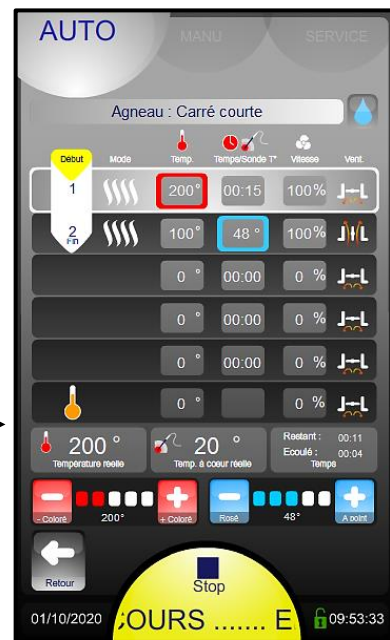 AUTO MANU SERVICE
Agneau : Carré courte
Début Mode Temp. Temps/Sonde T° Vitesse Vent.
1 200° 00:15 100%
2 100° 48 ° 100%
Fin
0 ° 00:00 0 %
0 ° 00:00 0 %
0 ° 00:00 0 %
0 ° 0 %
200 ° 20 ° Restant : 00:11
Ecoulé : 00:04
Température réelle Temp. à coeur réelle Temps
- Coloré 200° + Coloré Rosé 48° A point
Retour
Stop
01/10/2020 COURS ....... E 09:53:33